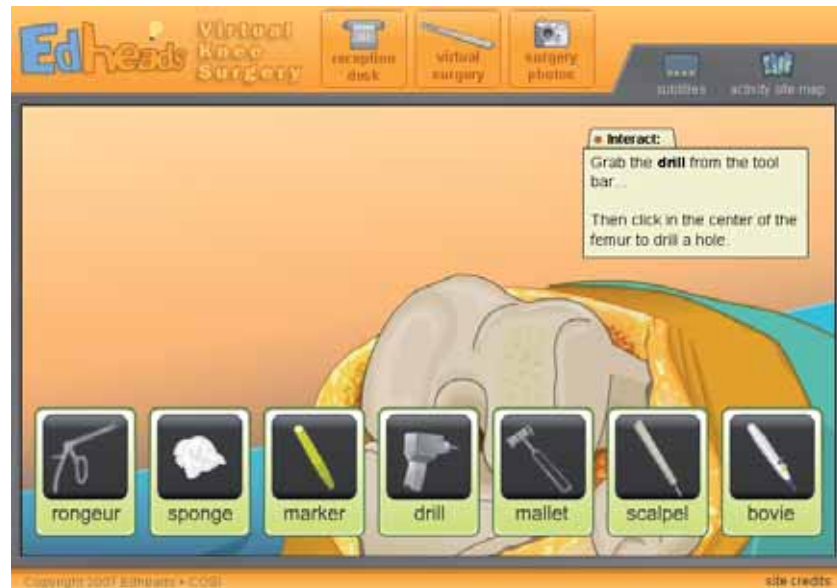 Edheads
Virtual
Knee
Surgery
reception
desk
virtual
surgery
surgery
photos
subtitles
activity site map
Interact:
Grab the drill from the tool
bar...
Then click in the center of the
femur to drill a hole.
rongeur
sponge
marker
drill
mallet
scalpel
bovie
Copyright 2007 Edheads • COSI
site credits